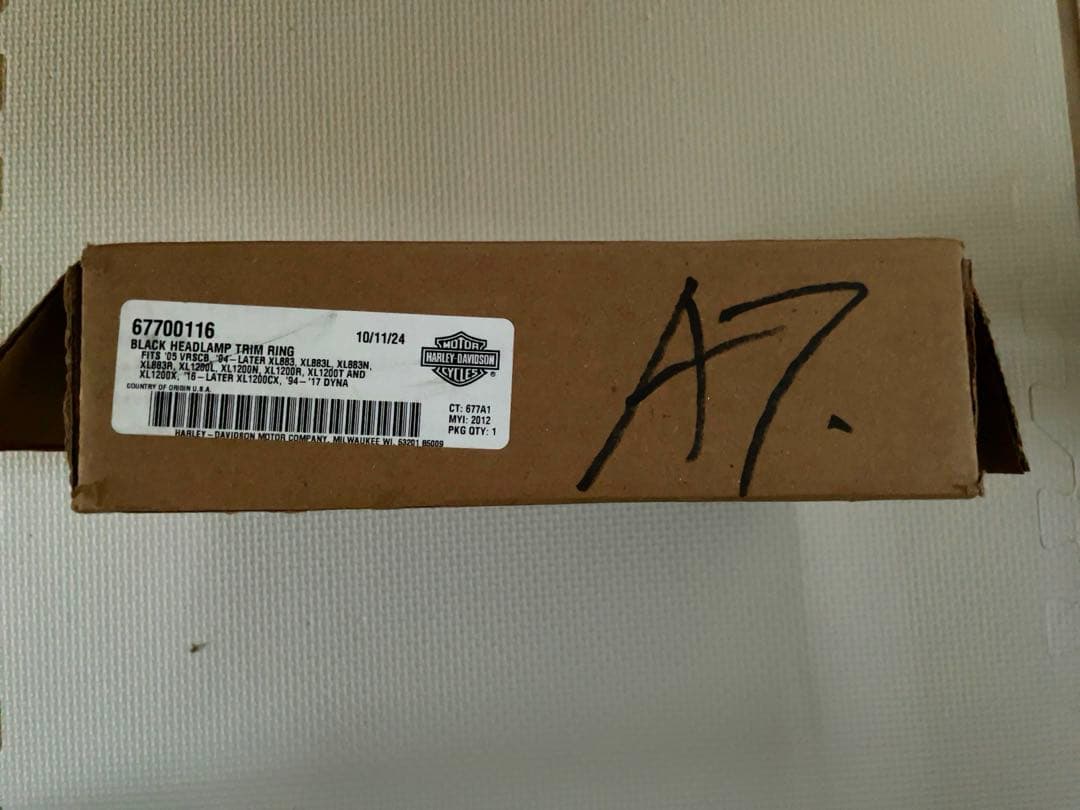 67700116
10/11/24
BLACK HEADLAMP TRIM RING
FITS '05 VRSCB, '94-LATER XL883, XL883L, XL883N,
XL883R, XL1200L, XL1200N, XL1200R, XL1200T AND
XL1200X, '16-LATER XL1200CX, '94-'17 DYNA
COUNTRY OF ORIGIN U.S.A.
MOTOR
HARLEY-DAVIDSON
CYCLES
®
CT: 677A1
MYI: 2012
PKG QTY: 1
HARLEY-DAVIDSON MOTOR COMPANY, MILWAUKEE WI, 53201 85009
A7.